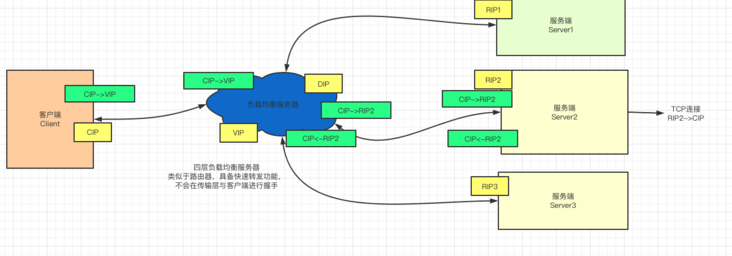 RIP1
服务端
Server1
CIP->VIP
客户端
Client
CIP
CIP->VIP
DIP
负载均衡服务器
CIP->RIP2
VIP
CIP<-RIP2
四层负载均衡服务器
类似于路由器，具备快速转发功能，
不会在传输层与客户端进行握手
RIP2
CIP->RIP2
服务端
Server2
CIP<-RIP2
TCP连接
RIP2->CIP
RIP3
服务端
Server3